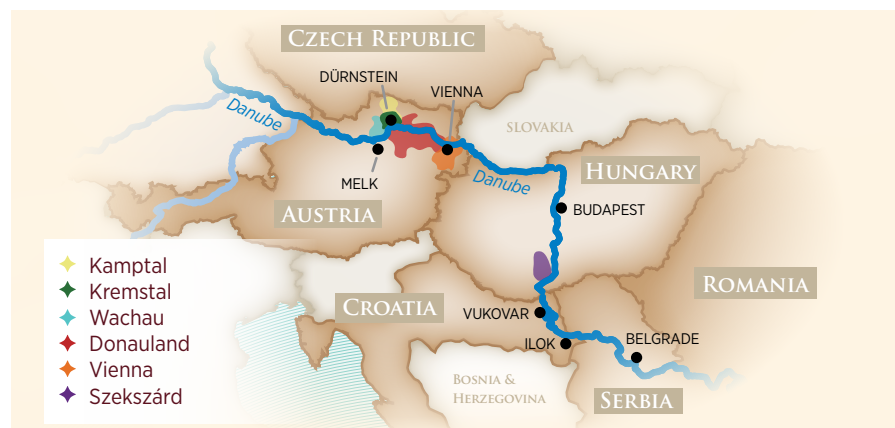 CZECH REPUBLIC
DÜRNSTEIN
VIENNA
Danube
SLOVAKIA
MELK
Danube
HUNGARY
AUSTRIA
BUDAPEST
Kamptal
Kremstal
Wachau
Donauland
Vienna
Szekszárd
CROATIA
ROMANIA
VUKOVAR
ILOK
BELGRADE
BOSNIA &
HERZEGOVINA
SERBIA